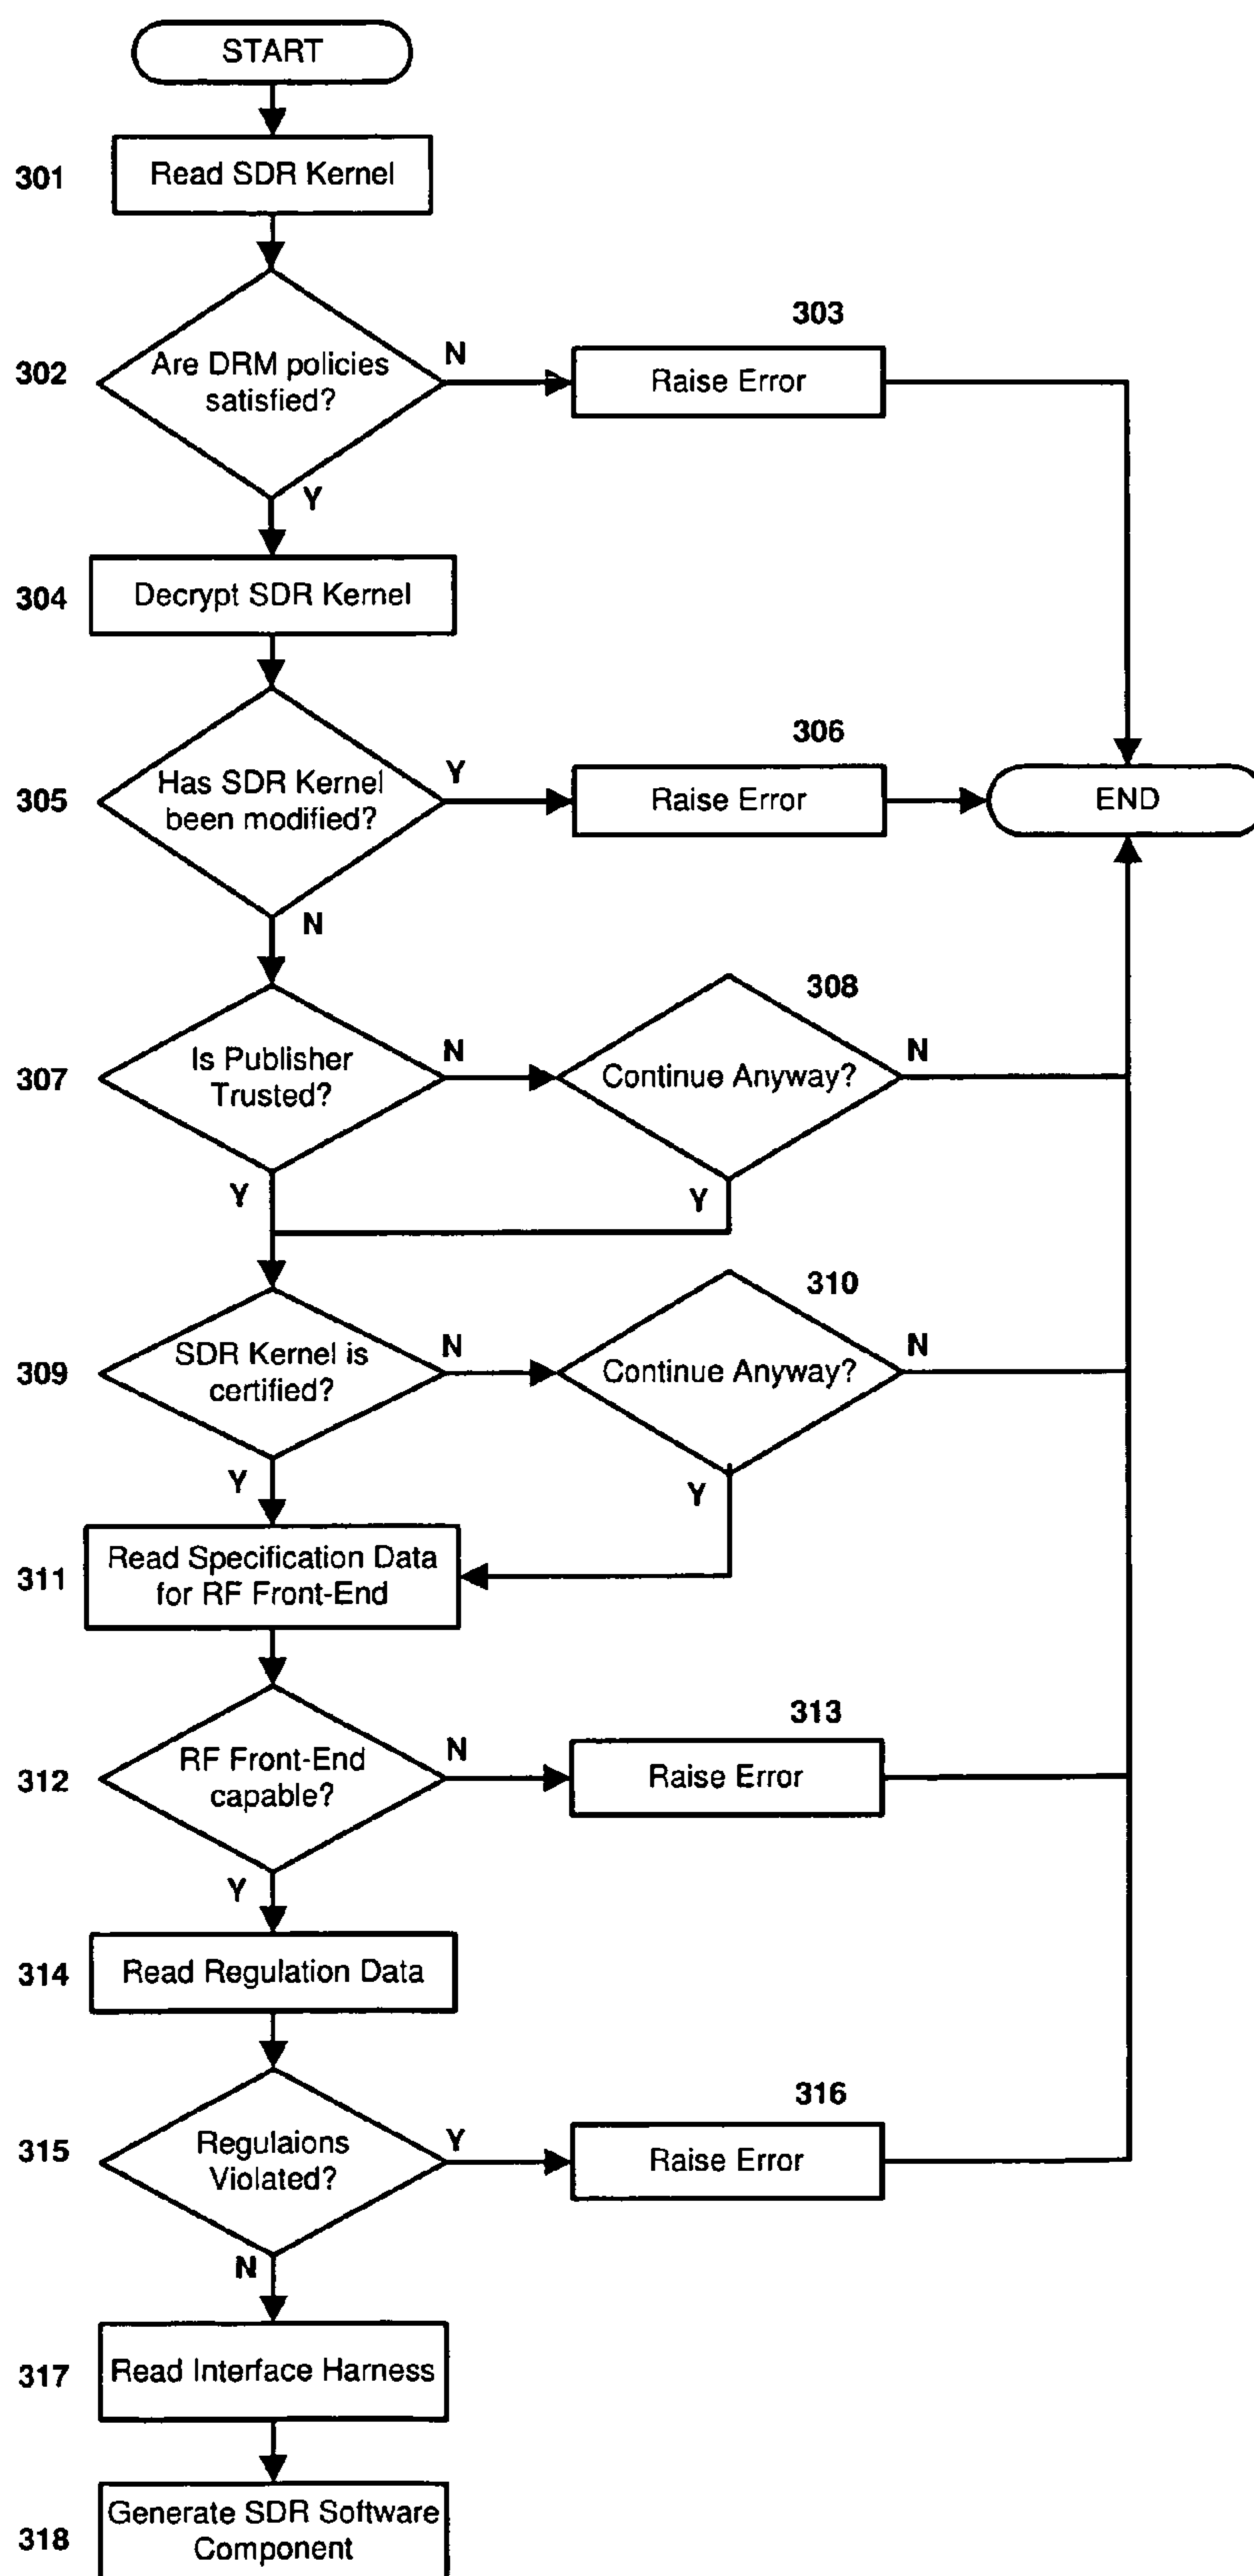 START
301
Read SDR Kernel
303
302
Are DRM policies
satisfied?
N
Raise Error
Y
304
Decrypt SDR Kernel
306
305
Has SDR Kernel
been modified?
Y
Raise Error
END
N
308
307
Is Publisher
Trusted?
N
Continue Anyway?
N
Y
Y
310
309
SDR Kernel is
certified?
N
Continue Anyway?
N
Y
Y
311
Read Specification Data
for RF Front-End
313
312
RF Front-End
capable?
N
Raise Error
Y
314
Read Regulation Data
316
315
Regulaions
Violated?
Y
Raise Error
N
317
Read Interface Harness
318
Generate SDR Software
Component